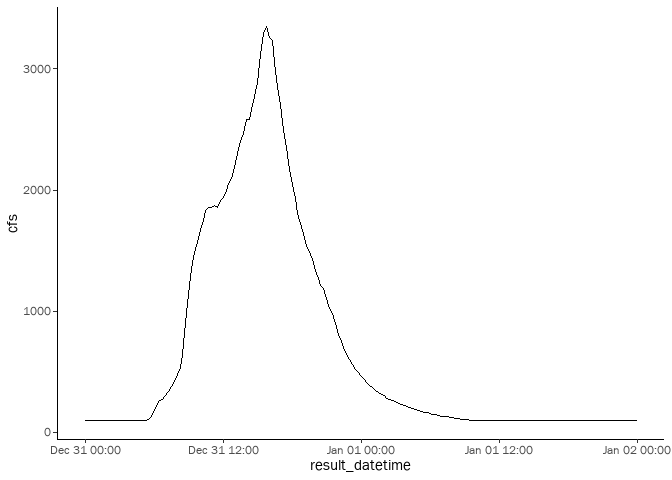 3000
2000
1000
0
cfs
Dec 31 00:00
Dec 31 12:00
Jan 01 00:00
Jan 01 12:00
Jan 02 00:00
result_datetime